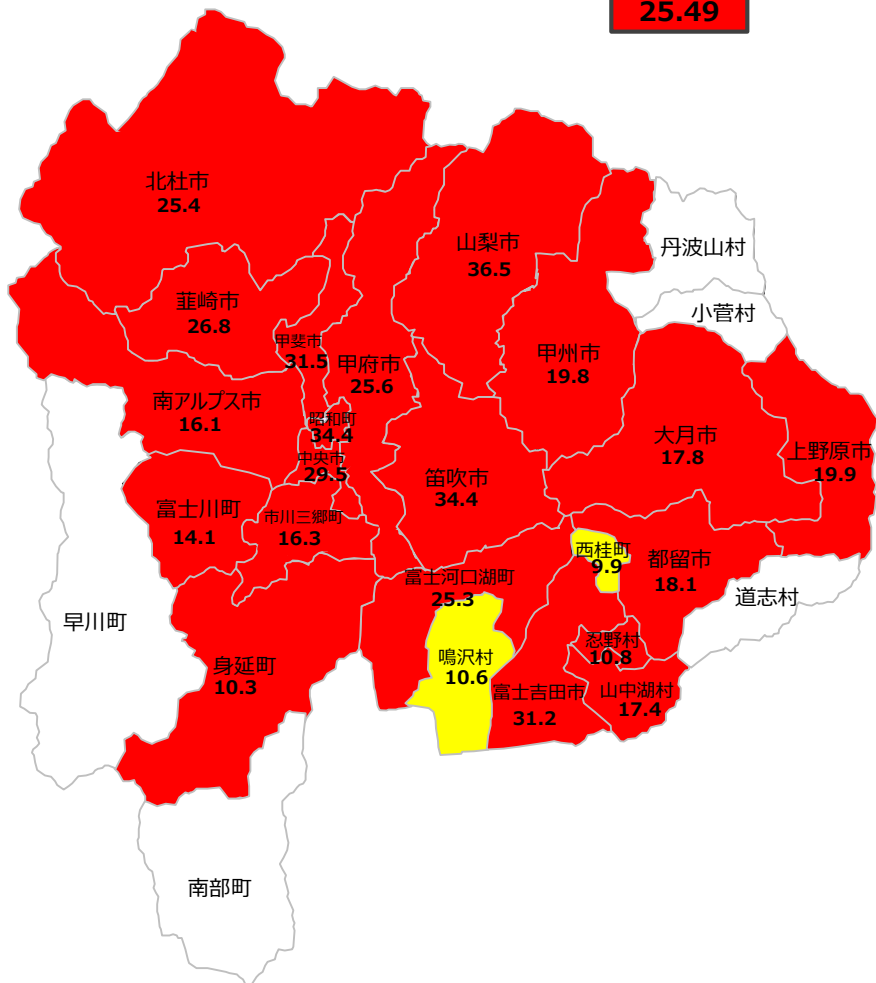 25.49
北杜市
25.4
山梨市
36.5
丹波山村
韮崎市
26.8
小菅村
甲斐市
31.5
甲府市
25.6
甲州市
19.8
南アルプス市
16.1
昭和町
34.4
大月市
17.8
上野原市
19.9
中央市
29.5
笛吹市
34.4
富士川町
14.1
市川三郷町
16.3
西桂町
9.9
都留市
18.1
富士河口湖町
25.3
道志村
早川町
忍野村
10.8
鳴沢村
10.6
身延町
10.3
富士吉田市
31.2
山中湖村
17.4
南部町